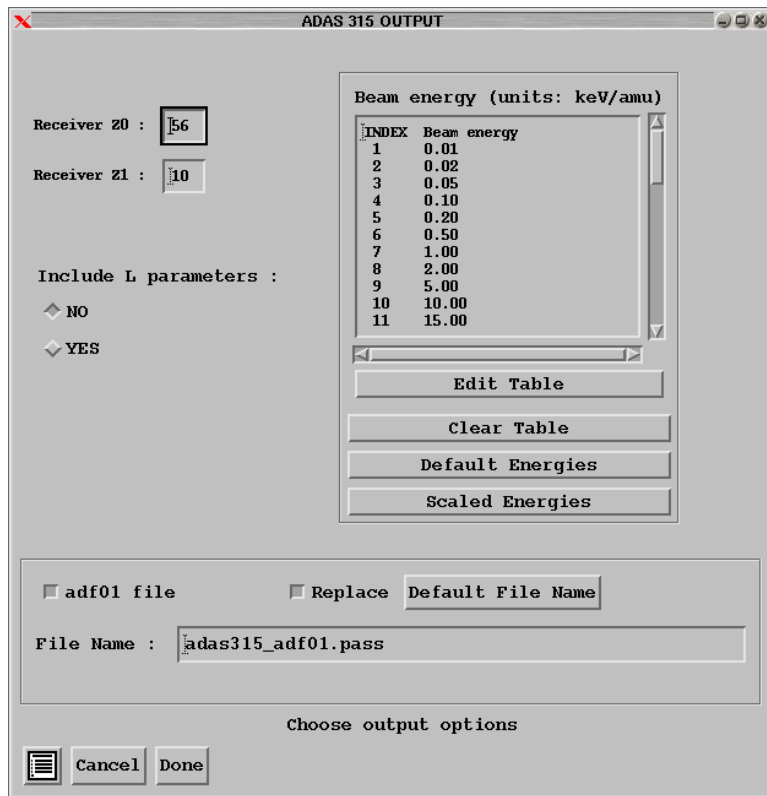 ADAS 315 OUTPUT
Receiver Z0 : 56
Receiver Z1 : 10
Include L parameters :
NO
YES
Beam energy (units: keV/amu)
INDEX Beam energy
1 0.01
2 0.02
3 0.05
4 0.10
5 0.20
6 0.50
7 1.00
8 2.00
9 5.00
10 10.00
11 15.00
Edit Table
Clear Table
Default Energies
Scaled Energies
adf01 file Replace Default File Name
File Name : adas315_adf01.pass
Choose output options
Cancel Done